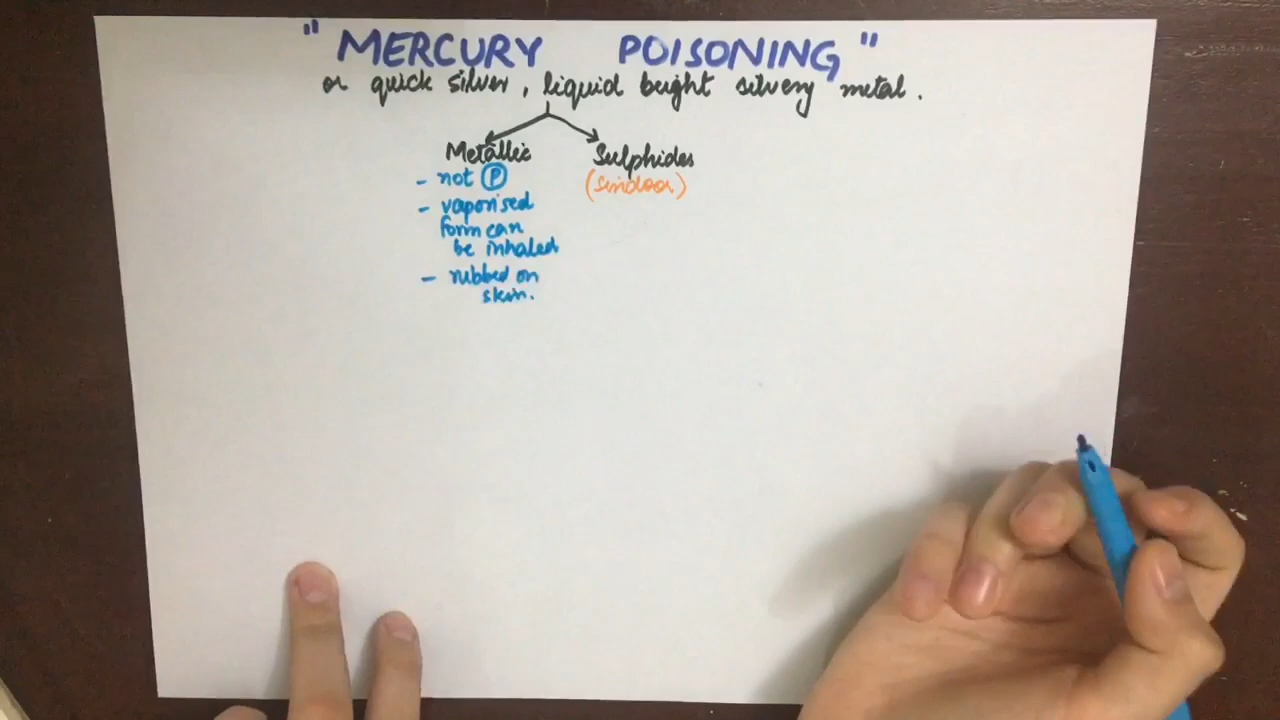 "MERCURY POISONING"
or quick silver, liquid bright silvery metal.
Metallic
- not P
- vaporised
form can
be inhaled
- rubbed on
skin.
Sulphides
(sindoor)